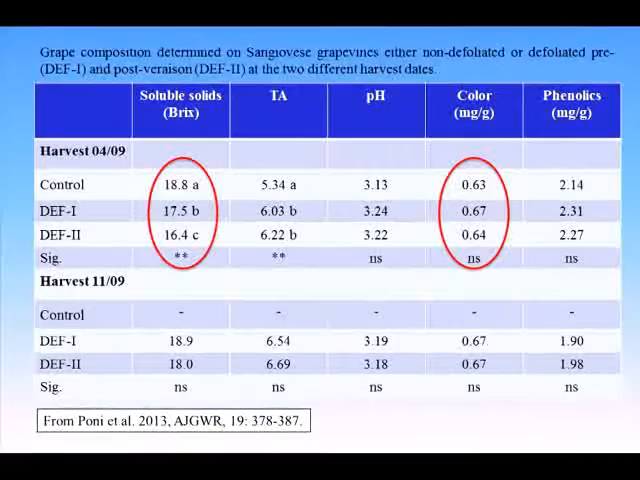 Grape composition determined on Sangiovese grapevines either non-defoliated or defoliated pre-
(DEF-I) and post-veraison (DEF-II) at the two different harvest dates.
Soluble solids (Brix) TA pH Color (mg/g) Phenolics (mg/g)
Harvest 04/09
Control 18.8 a 5.34 a 3.13 0.63 2.14
DEF-I 17.5 b 6.03 b 3.24 0.67 2.31
DEF-II 16.4 c 6.22 b 3.22 0.64 2.27
Sig. ** ** ns ns ns
Harvest 11/09
Control - - - - -
DEF-I 18.9 6.54 3.19 0.67 1.90
DEF-II 18.0 6.69 3.18 0.67 1.98
Sig. ns ns ns ns ns
From Poni et al. 2013, AJGWR, 19: 378-387.